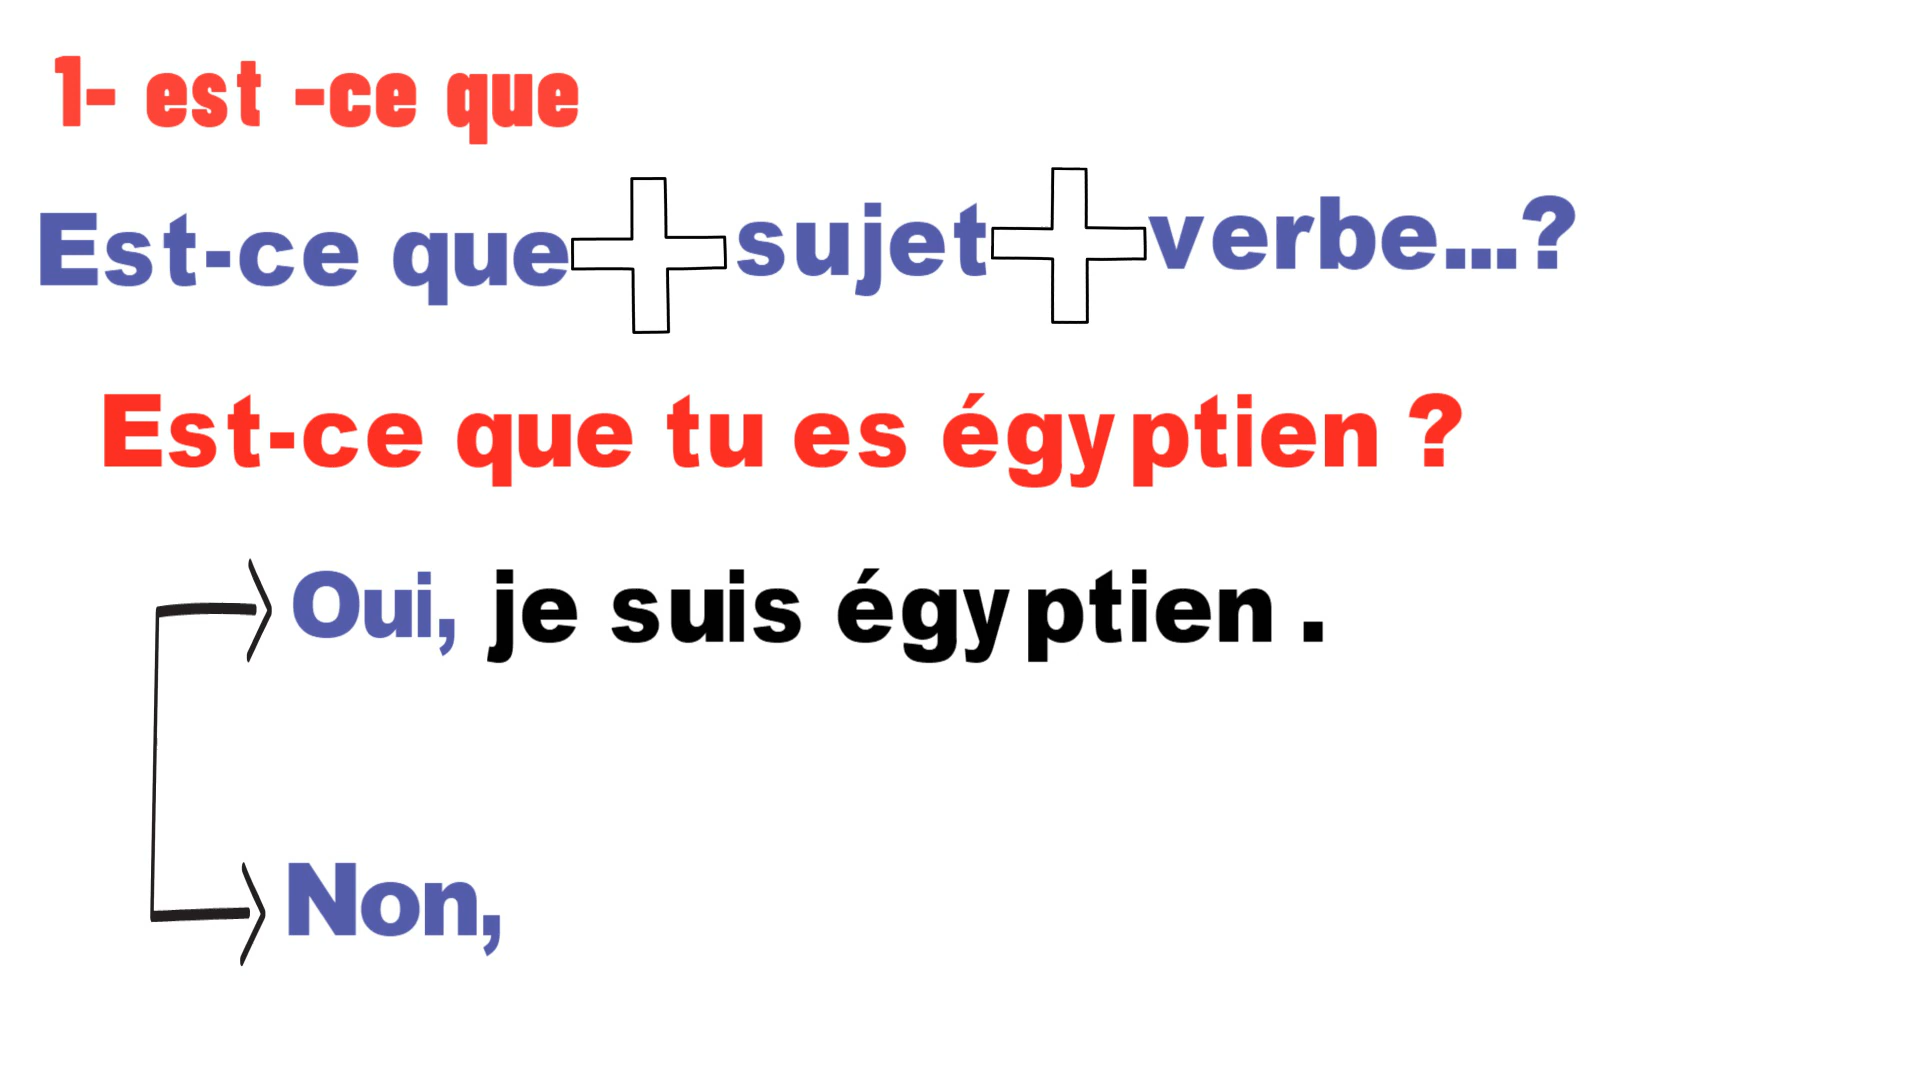 1- est -ce que
Est-ce que + sujet + verbe...?
Est-ce que tu es égyptien ?
Oui, je suis égyptien .
Non,